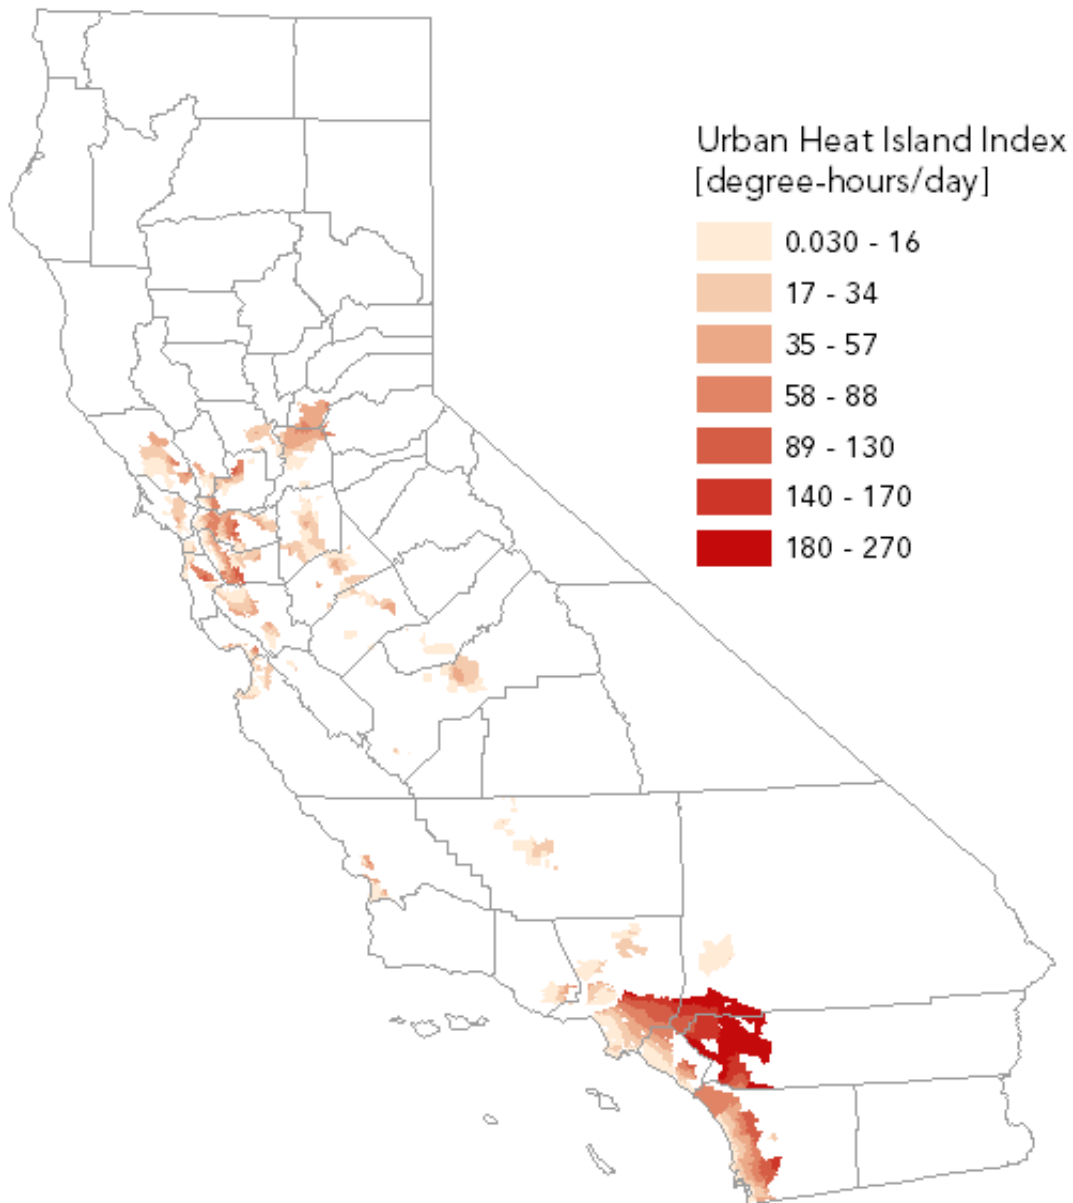 Urban Heat Island Index
[degree-hours/day]
0.030 - 16
17 - 34
35 - 57
58 - 88
89 - 130
140 - 170
180 - 270